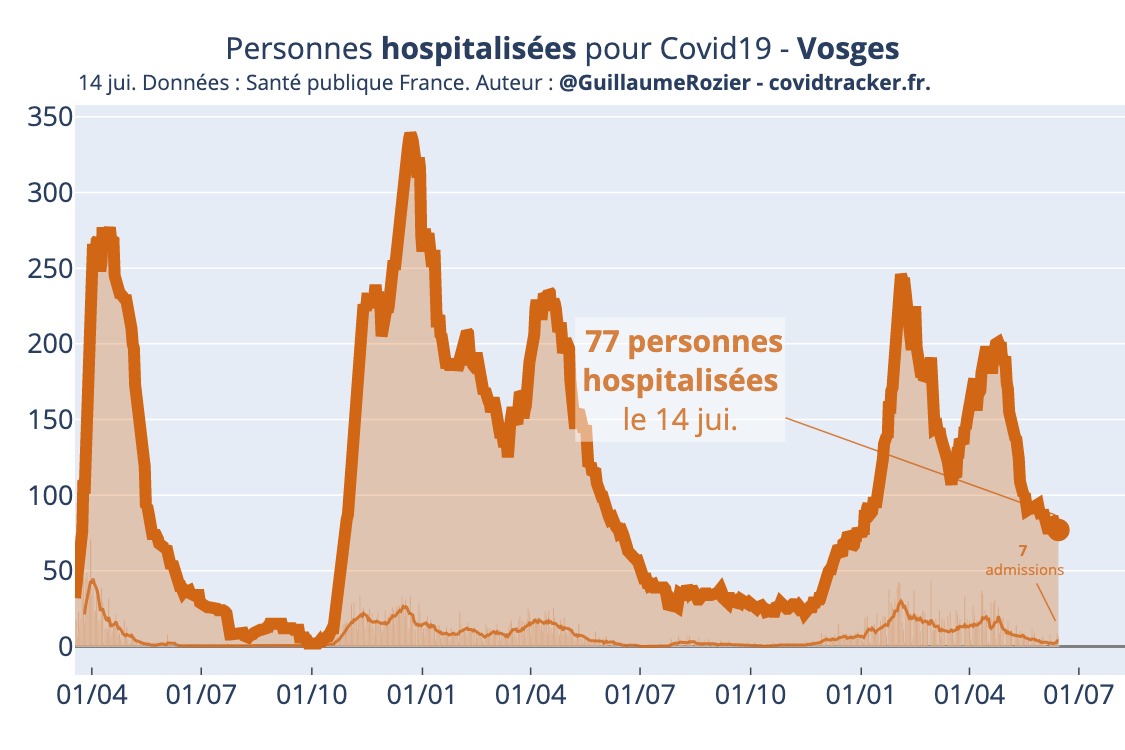 Personnes hospitalisées pour Covid19 - Vosges
14 jui. Données : Santé publique France. Auteur : @GuillaumeRozier - covidtracker.fr.
350
300
250
200
150
100
50
0
77 personnes
hospitalisées
le 14 jui.
7
admissions
01/04 01/07 01/10 01/01 01/04 01/07 01/10 01/01 01/04 01/07